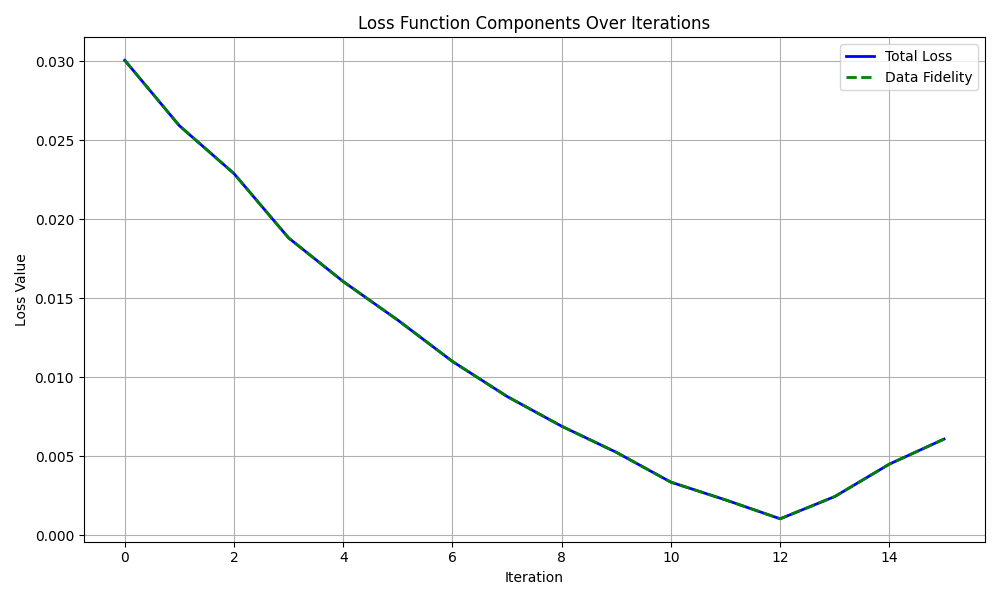 Loss Function Components Over Iterations
Total Loss
Data Fidelity
0.030
0.025
0.020
0.015
0.010
0.005
0.000
Loss Value
0 2 4 6 8 10 12 14
Iteration